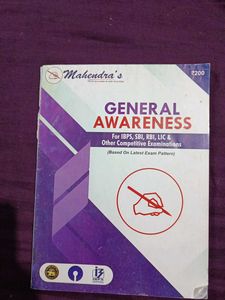 Mahendra's
₹200
GENERAL
AWARENESS
For IBPS, SBI, RBI, LIC &
Other Competitive Examinations
(Based On Latest Exam Pattern)